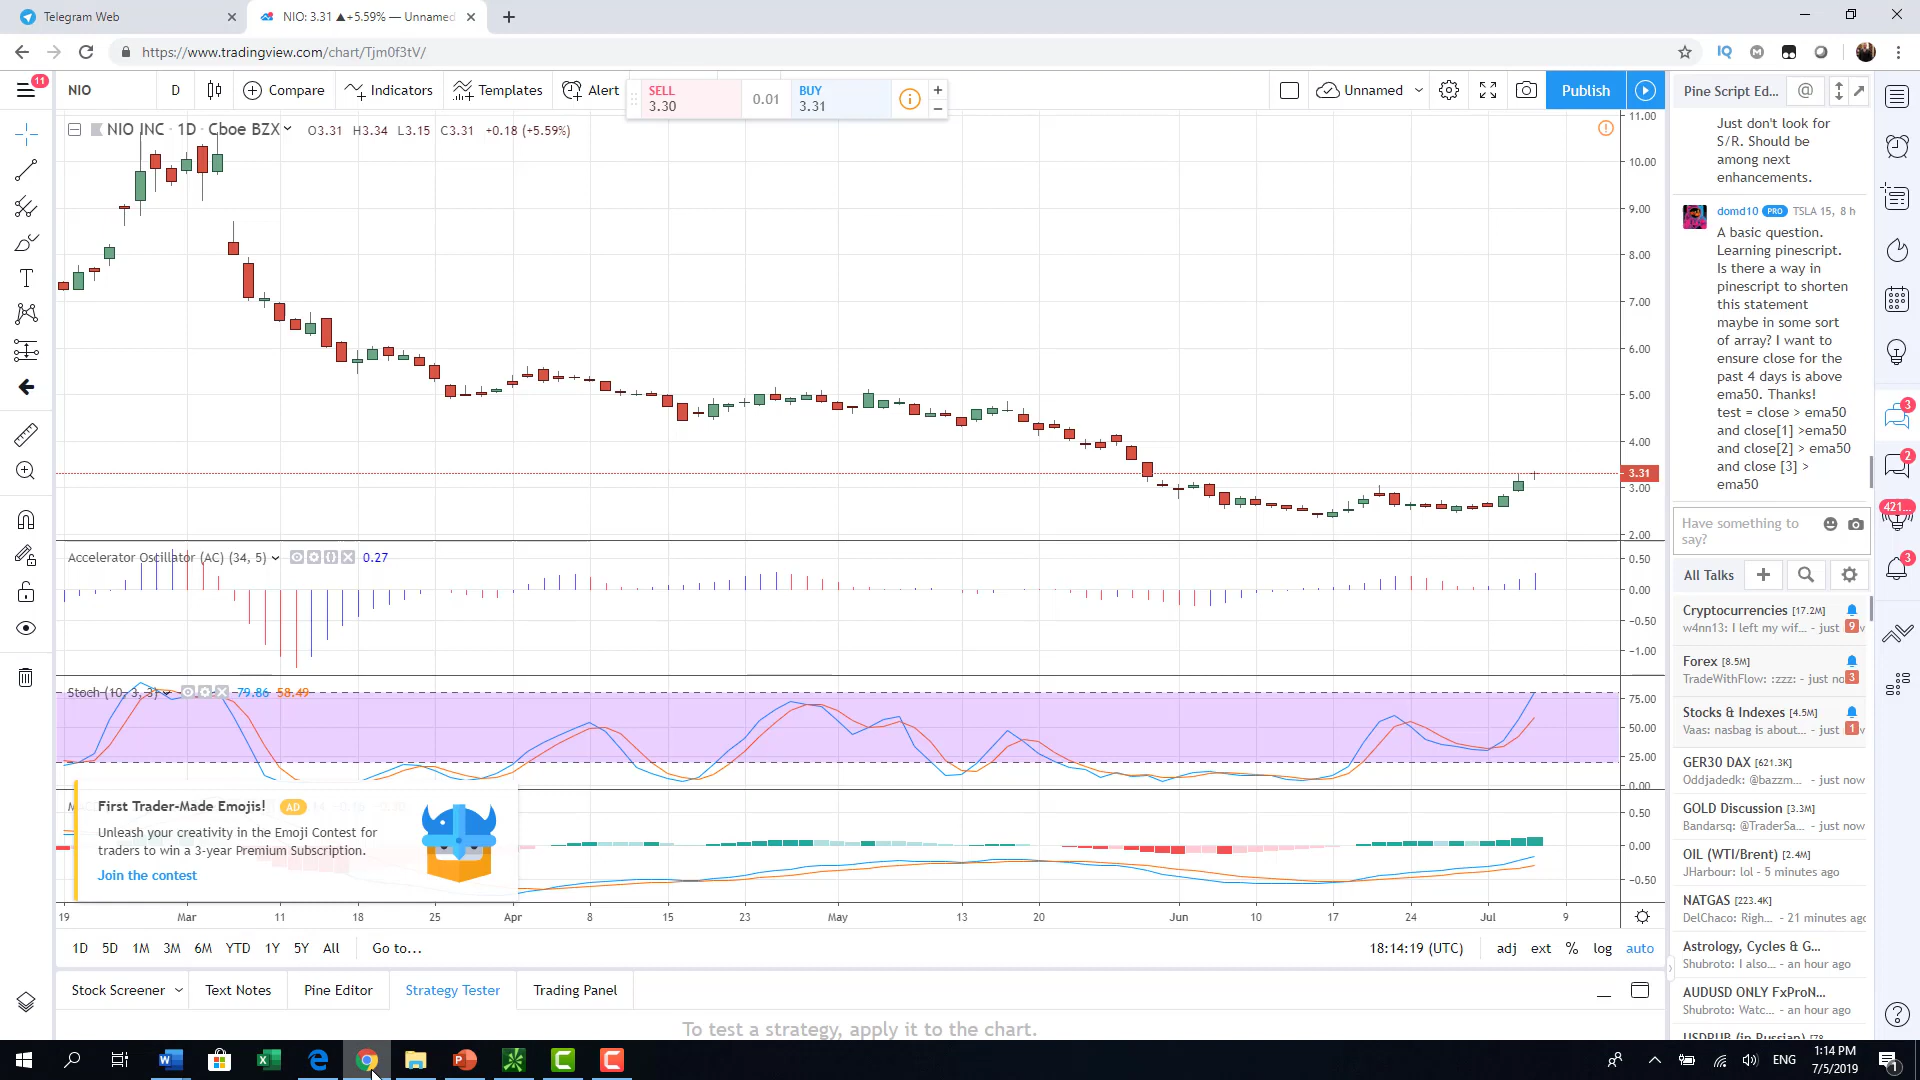 Telegram Web
NIO: 3.31 ▲+5.59% — Unnamed
https://www.tradingview.com/chart/Tjm0f3tV/
11
NIO
D
Compare
Indicators
Templates
Alert
SELL
3.30
0.01
BUY
3.31
Unnamed
Publish
NIO INC · 1D · Cboe BZX
O3.31 H3.34 L3.15 C3.31 +0.18 (+5.59%)
11.00
10.00
9.00
8.00
7.00
6.00
5.00
4.00
3.31
3.00
2.00
Accelerator Oscillator (AC) (34, 5)
0.27
0.50
0.00
−0.50
−1.00
Stoch (10, 3, 3)
79.86 58.49
75.00
50.00
25.00
0.00
First Trader-Made Emojis! AD
Unleash your creativity in the Emoji Contest for
traders to win a 3-year Premium Subscription.
Join the contest
0.50
0.00
−0.50
19 Mar 11 18 25 Apr 8 15 23 May 13 20 Jun 10 17 24 Jul 9
1D 5D 1M 3M 6M YTD 1Y 5Y All Go to...
18:14:19 (UTC) adj ext % log auto
Stock Screener
Text Notes
Pine Editor
Strategy Tester
Trading Panel
To test a strategy, apply it to the chart.
Pine Script Ed...
Just don't look for
S/R. Should be
among next
enhancements.
domd10 PRO TSLA 15, 8 h
A basic question.
Learning pinescript.
Is there a way in
pinescript to shorten
this statement
maybe in some sort
of array? I want to
ensure close for the
past 4 days is above
ema50. Thanks!
test = close > ema50
and close[1] >ema50
and close[2] > ema50
and close [3] >
ema50
Have something to
say?
All Talks
Cryptocurrencies [17.2M]
w4nn13: I left my wif... - just
9
Forex [8.5M]
TradeWithFlow: :zzz: - just no
3
Stocks & Indexes [4.5M]
Vaas: nasbag is about... - just
1
GER30 DAX [621.3K]
Oddjadedk: @bazzm... - just now
GOLD Discussion [3.3M]
Bandarsq: @TraderSa... - just now
OIL (WTI/Brent) [2.4M]
JHarbour: lol - 5 minutes ago
NATGAS [223.4K]
DelChaco: Righ... - 21 minutes ago
Astrology, Cycles & G...
Shubroto: I also... - an hour ago
AUDUSD ONLY FxProN...
Shubroto: Watc... - an hour ago
USDRUB (in Russian) [78
3
2
421...
3
ENG
1:14 PM
7/5/2019
1